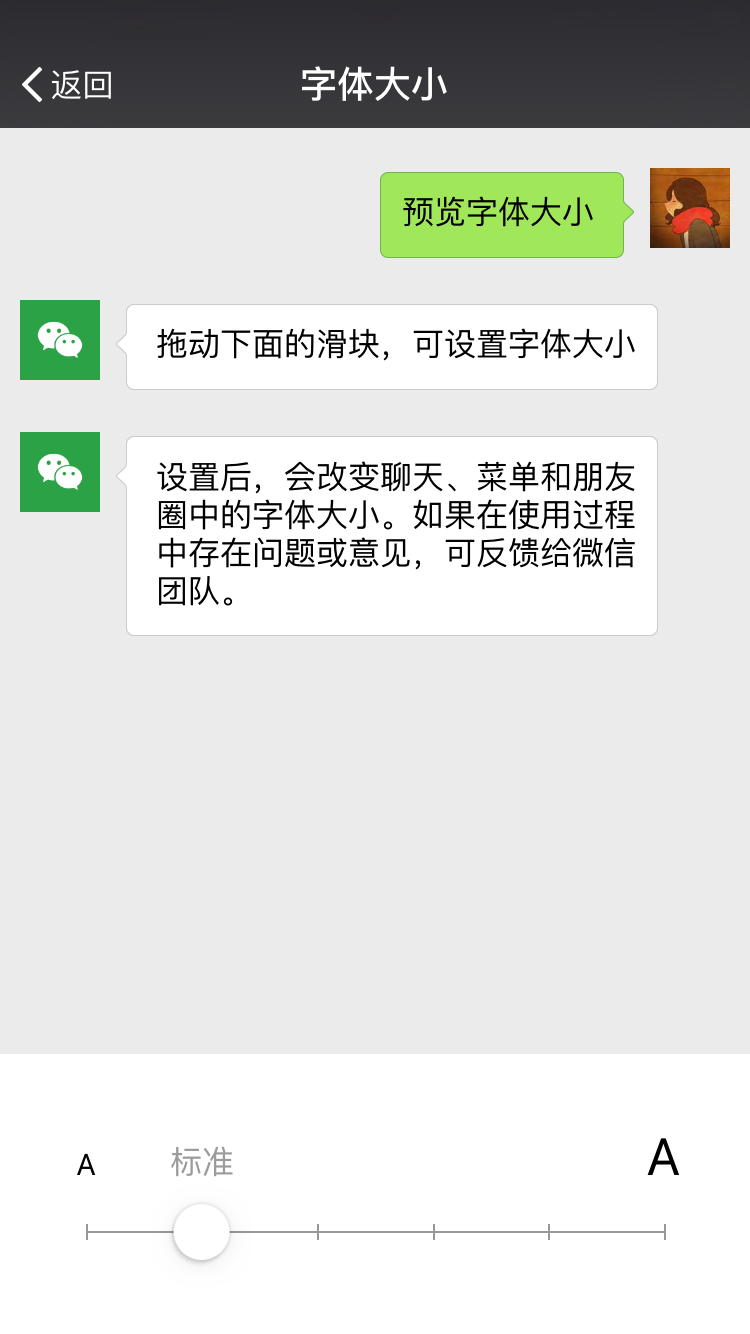 返回
字体大小
预览字体大小
拖动下面的滑块，可设置字体大小
设置后，会改变聊天、菜单和朋友
圈中的字体大小。如果在使用过程
中存在问题或意见，可反馈给微信
团队。
A
标准
A